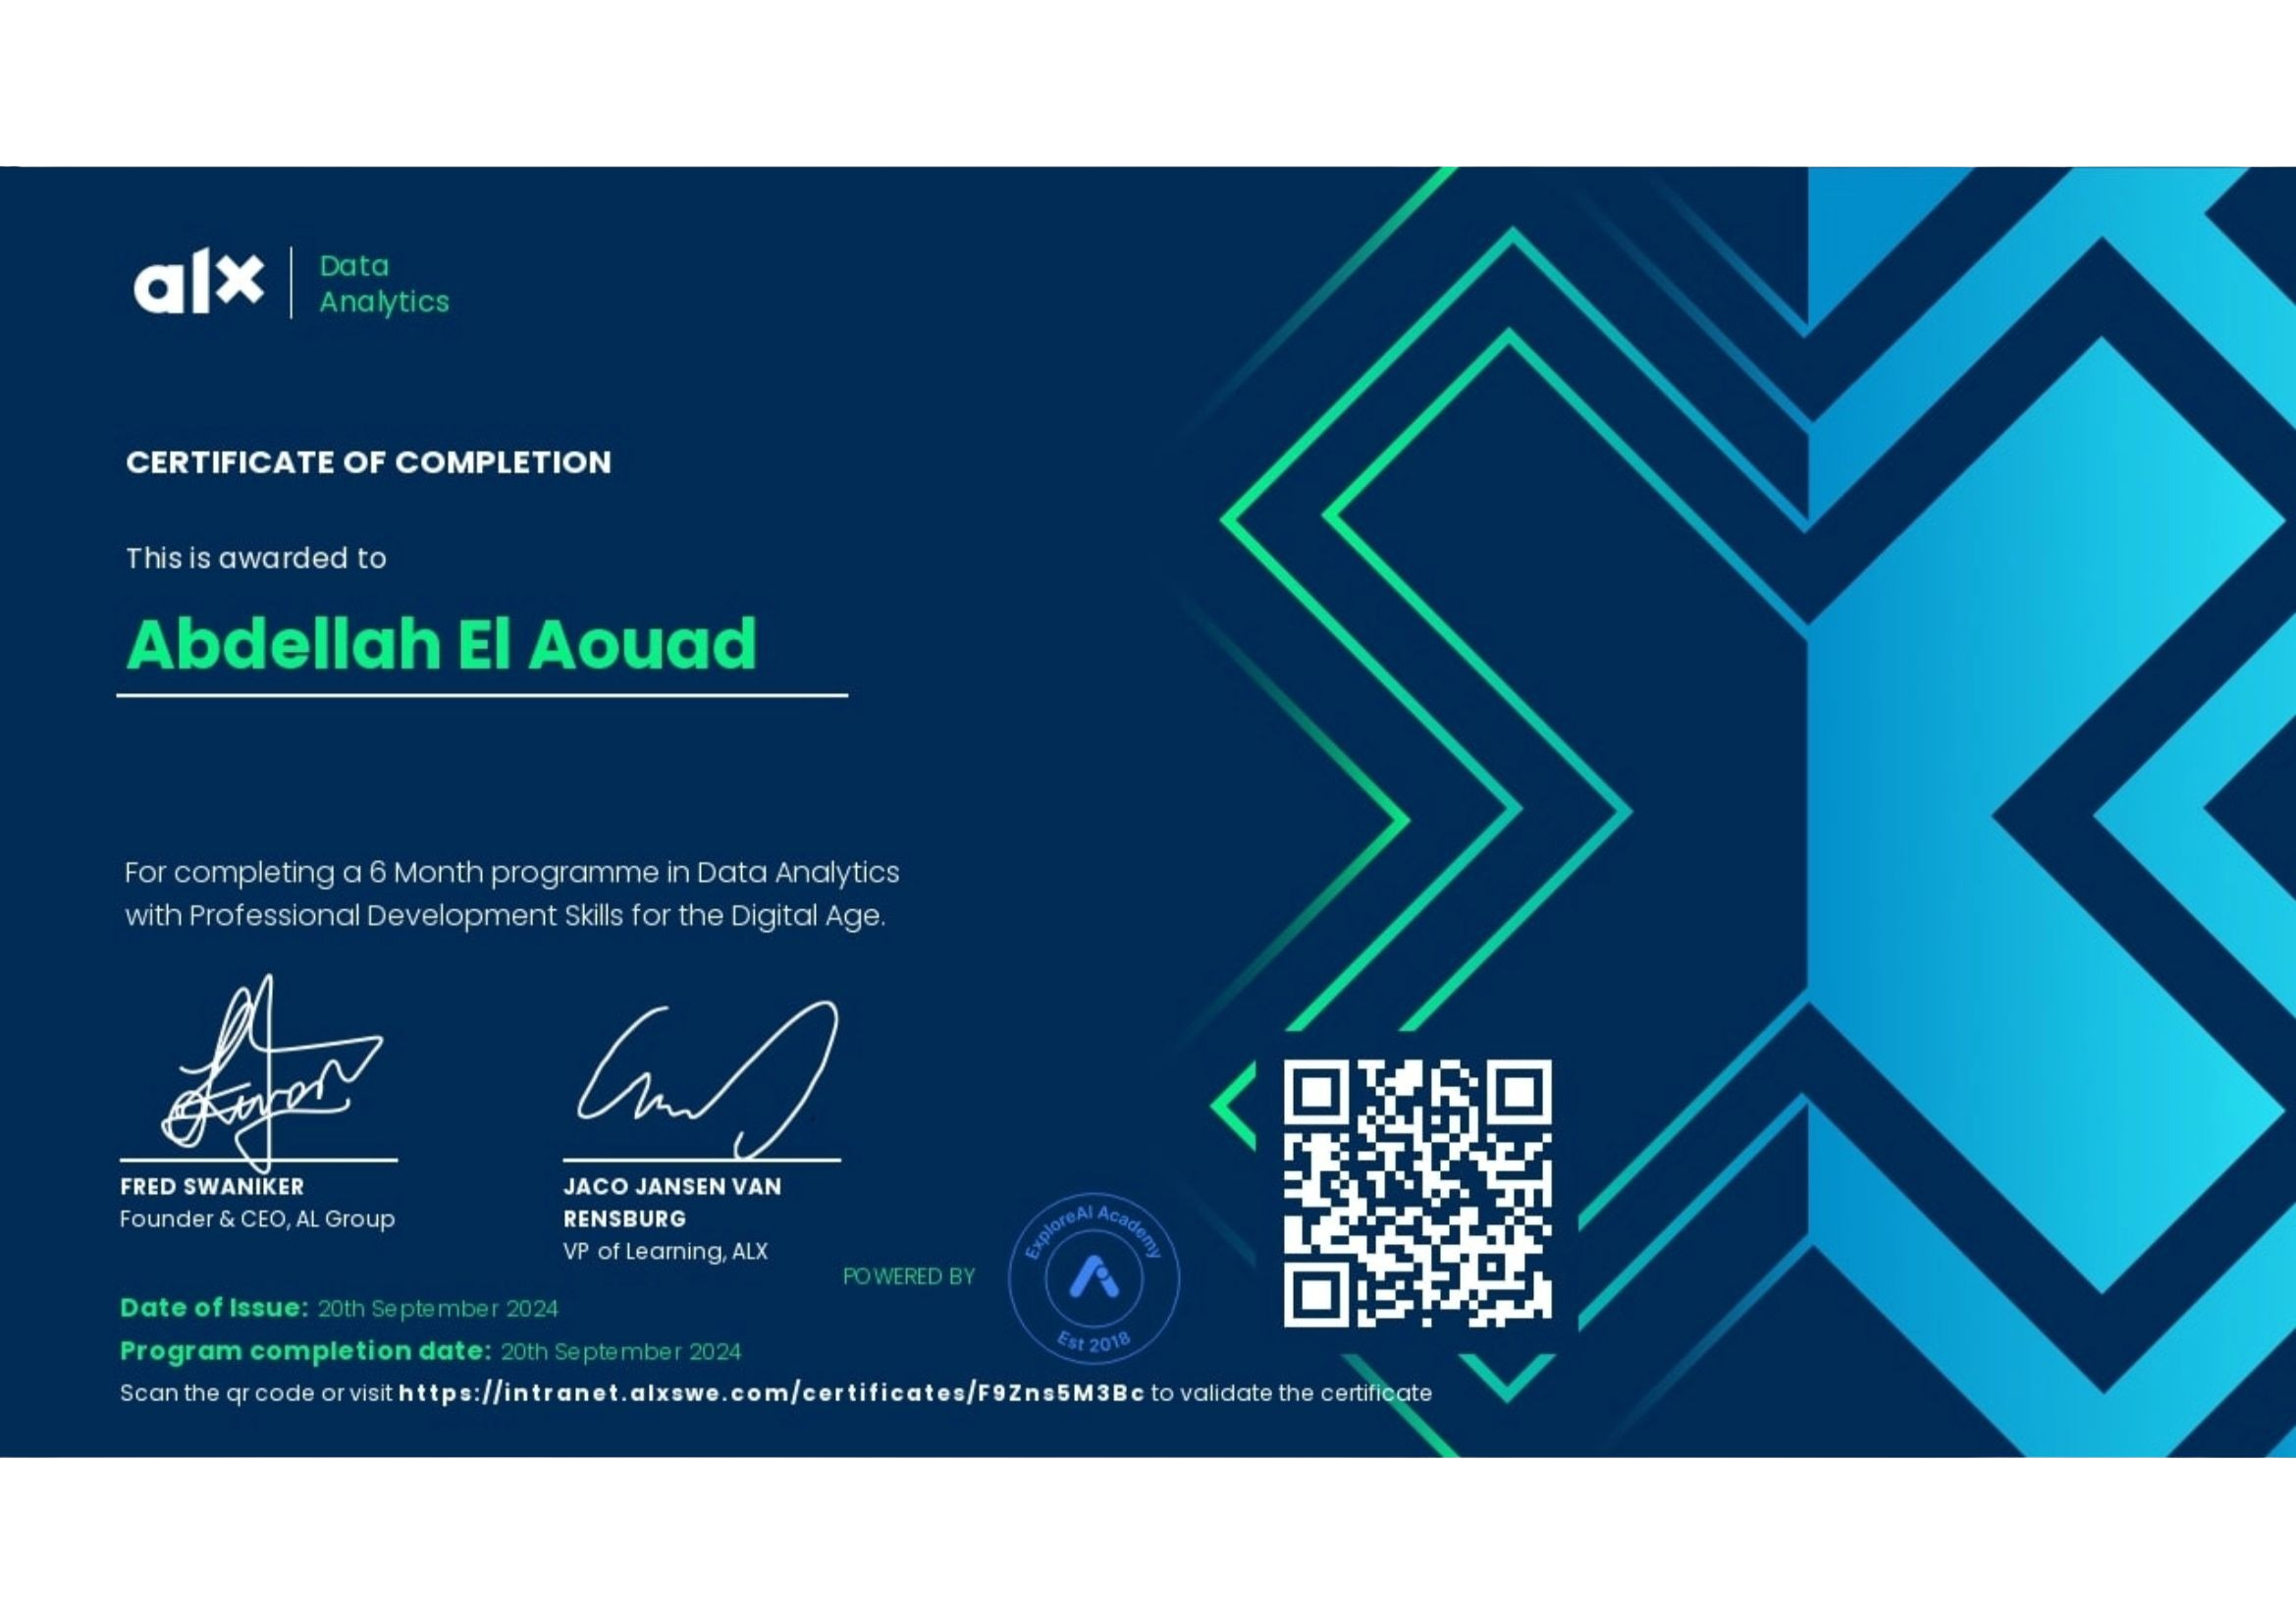 alx
Data
Analytics
CERTIFICATE OF COMPLETION
This is awarded to
Abdellah El Aouad
For completing a 6 Month programme in Data Analytics
with Professional Development Skills for the Digital Age.
FRED SWANIKER
Founder & CEO, AL Group
JACO JANSEN VAN
RENSBURG
VP of Learning, ALX
POWERED BY
ExploreAI Academy
Est 2018
Date of Issue: 20th September 2024
Program completion date: 20th September 2024
Scan the qr code or visit https://intranet.alxswe.com/certificates/F9Zns5M3Bc to validate the certificate